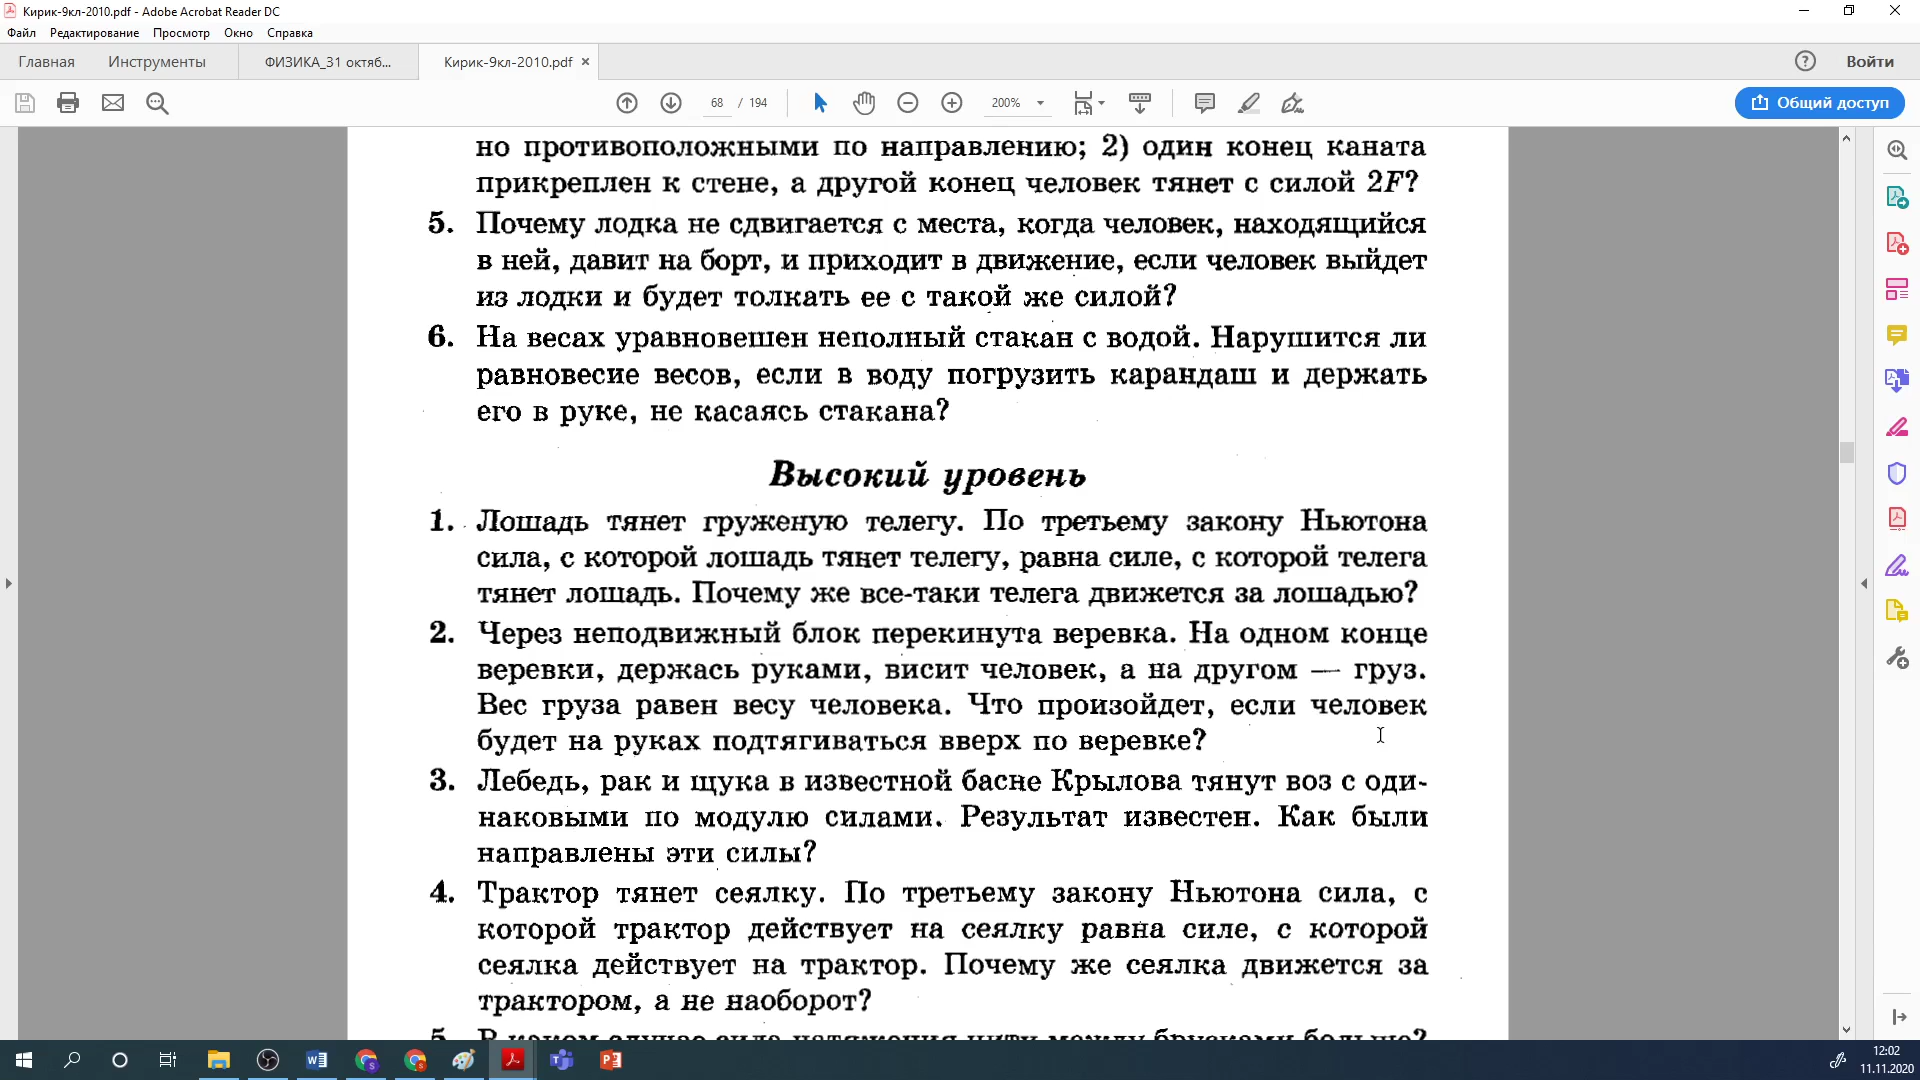 Кирик-9кл-2010.pdf - Adobe Acrobat Reader DC
Файл Редактирование Просмотр Окно Справка
Главная Инструменты ФИЗИКА_31 октяб... Кирик-9кл-2010.pdf Войти
68 / 194 200% Общий доступ
но противоположными по направлению; 2) один конец каната
прикреплен к стене, а другой конец человек тянет с силой 2F?
5. Почему лодка не сдвигается с места, когда человек, находящийся
в ней, давит на борт, и приходит в движение, если человек выйдет
из лодки и будет толкать ее с такой же силой?
6. На весах уравновешен неполный стакан с водой. Нарушится ли
равновесие весов, если в воду погрузить карандаш и держать
его в руке, не касаясь стакана?
Высокий уровень
1. Лошадь тянет груженую телегу. По третьему закону Ньютона
сила, с которой лошадь тянет телегу, равна силе, с которой телега
тянет лошадь. Почему же все-таки телега движется за лошадью?
2. Через неподвижный блок перекинута веревка. На одном конце
веревки, держась руками, висит человек, а на другом — груз.
Вес груза равен весу человека. Что произойдет, если человек
будет на руках подтягиваться вверх по веревке?
3. Лебедь, рак и щука в известной басне Крылова тянут воз с оди-
наковыми по модулю силами. Результат известен. Как были
направлены эти силы?
4. Трактор тянет сеялку. По третьему закону Ньютона сила, с
которой трактор действует на сеялку равна силе, с которой
сеялка действует на трактор. Почему же сеялка движется за
трактором, а не наоборот?
5. В каком случае сила натяжения нити между брусками больше?
12:02
11.11.2020